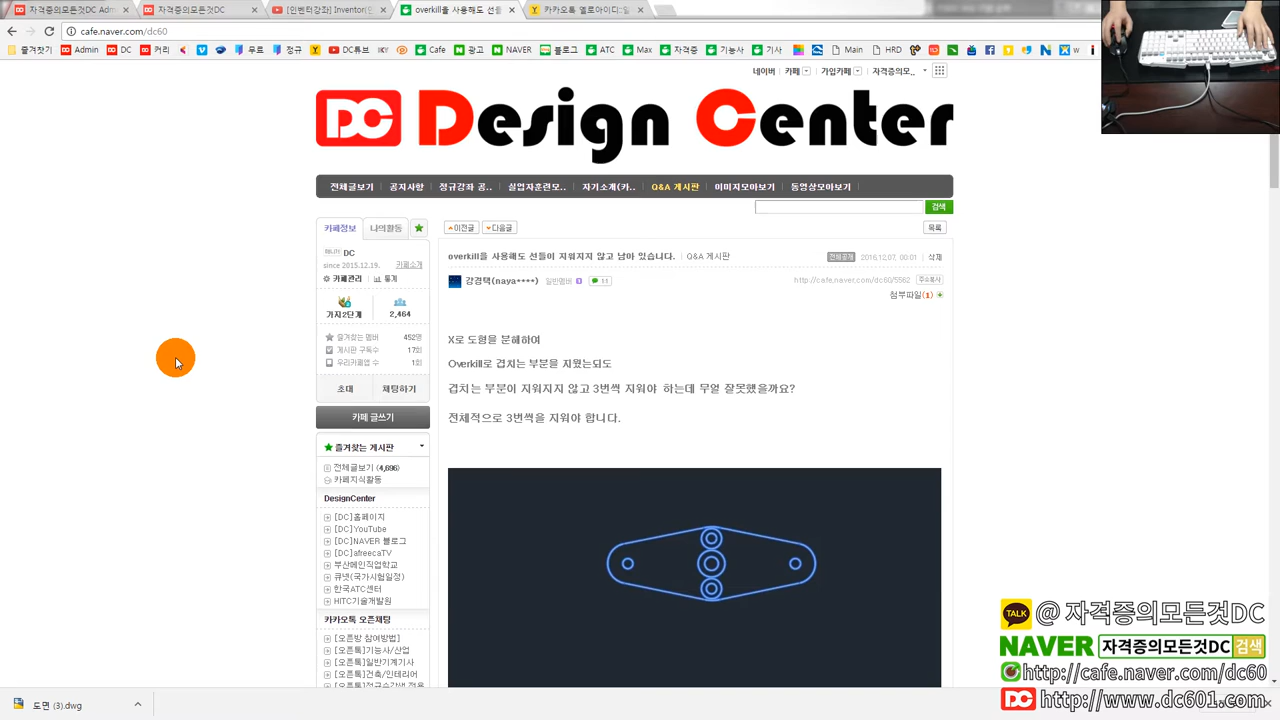 자격증의모든것DC Adm
자격증의모든것DC
[인벤터강좌] Inventor(인
overkill을 사용해도 선들
카카오톡 옐로아이디::일
cafe.naver.com/dc60
즐겨찾기
Admin
DC
커리
우트
정규
DC튜브
Cafe
광고
NAVER
블로그
ATC
Max
자격증
기능사
기사
Main
HRD
w
네이버
카페
가입카페
자격증의모..
DC Design Center
전체글보기
공지사항
정규강좌 공..
실업자훈련모..
자기소개(카..
Q&A 게시판
이미지모아보기
동영상모아보기
검색
카페정보
나의활동
이전글
다음글
목록
매니저 DC
since 2015.12.19.
카페소개
카페관리
통계
가지2단계
2,464
즐겨찾는 멤버 452명
게시판 구독수 17회
우리카페앱 수 1회
초대
채팅하기
카페 글쓰기
즐겨찾는 게시판
전체글보기 (4,696)
카페지식활동
DesignCenter
[DC]홈페이지
[DC]YouTube
[DC]NAVER 블로그
[DC]afreecaTV
부산메인직업학교
큐넷(국가시험일정)
한국ATC센터
HITC기술개발원
카카오톡 오픈채팅
[오픈방 참여방법]
[오픈톡]기능사/산업
[오픈톡]일반기계기사
[오픈톡]건축/인테리어
overkill을 사용해도 선들이 지워지지 않고 남아 있습니다.
Q&A 게시판
전체공개
2016.12.07. 00:01
삭제
강경택(naya****)
일반멤버
11
http://cafe.naver.com/dc60/5562
주소복사
첨부파일(1)
X로 도형을 분해하여
Overkill로 겹치는 부분을 지웠는되도
겹치는 부분이 지워지지 않고 3번씩 지워야 하는데 무얼 잘못했을까요?
전체적으로 3번씩을 지워야 합니다.
TALK @ 자격증의모든것DC
NAVER 자격증의모든것DC 검색
http://cafe.naver.com/dc60
DC http://www.dc601.com
도면 (3).dwg